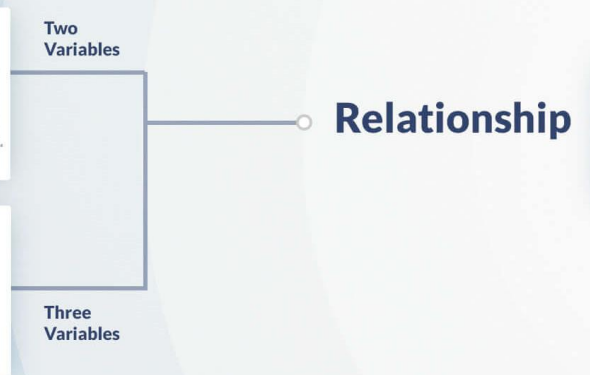 Two
Variables
Relationship
Three
Variables